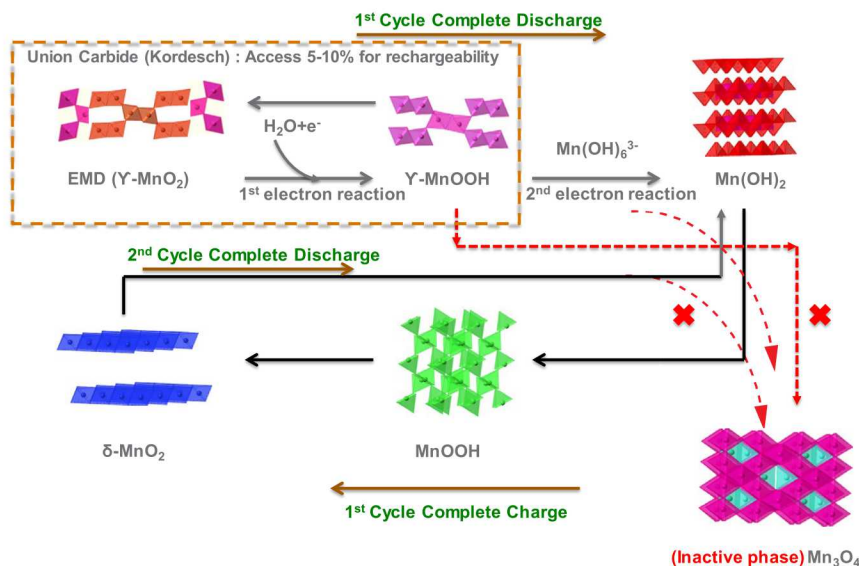 1st Cycle Complete Discharge
Union Carbide (Kordesch) : Access 5-10% for rechargeability
H2O+e-
Mn(OH)6 3-
EMD (ϒ-MnO2)
1st electron reaction
ϒ-MnOOH
2nd electron reaction
Mn(OH)2
2nd Cycle Complete Discharge
δ-MnO2
MnOOH
1st Cycle Complete Charge
(Inactive phase) Mn3O4